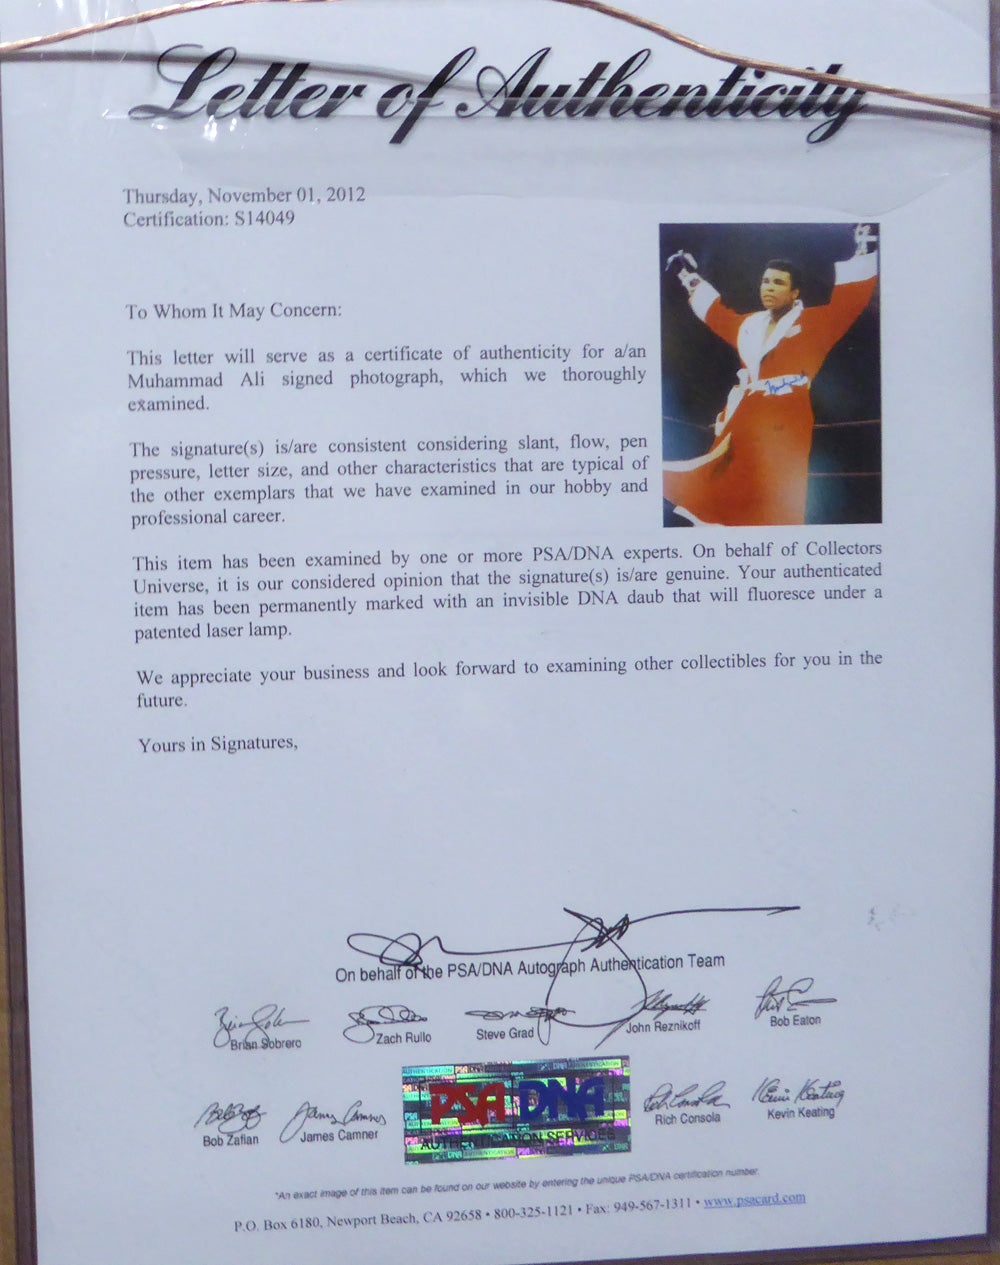 Letter of Authenticity
Thursday, November 01, 2012
Certification: S14049
To Whom It May Concern:
This letter will serve as a certificate of authenticity for a/an
Muhammad Ali signed photograph, which we thoroughly
examined.
The signature(s) is/are consistent considering slant, flow, pen
pressure, letter size, and other characteristics that are typical of
the other exemplars that we have examined in our hobby and
professional career.
This item has been examined by one or more PSA/DNA experts. On behalf of Collectors
Universe, it is our considered opinion that the signature(s) is/are genuine. Your authenticated
item has been permanently marked with an invisible DNA daub that will fluoresce under a
patented laser lamp.
We appreciate your business and look forward to examining other collectibles for you in the
future.
Yours in Signatures,
On behalf of the PSA/DNA Autograph Authentication Team
Brian Sobrero
Zach Rullo
Steve Grad
John Reznikoff
Bob Eaton
Bob Zafian
James Camner
PSA DNA
AUTHENTICATION SERVICES
Rich Consola
Kevin Keating
*An exact image of this item can be found on our website by entering the unique PSA/DNA certification number.
P.O. Box 6180, Newport Beach, CA 92658 • 800-325-1121 • Fax: 949-567-1311 • www.psacard.com